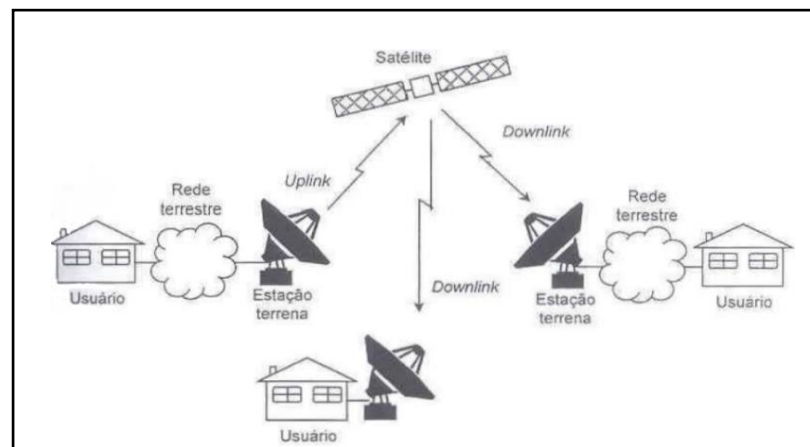 Satélite
Downlink
Uplink
Rede
terrestre
Rede
terrestre
Usuário
Estação
terrena
Downlink
Estação
terrena
Usuário
Usuário